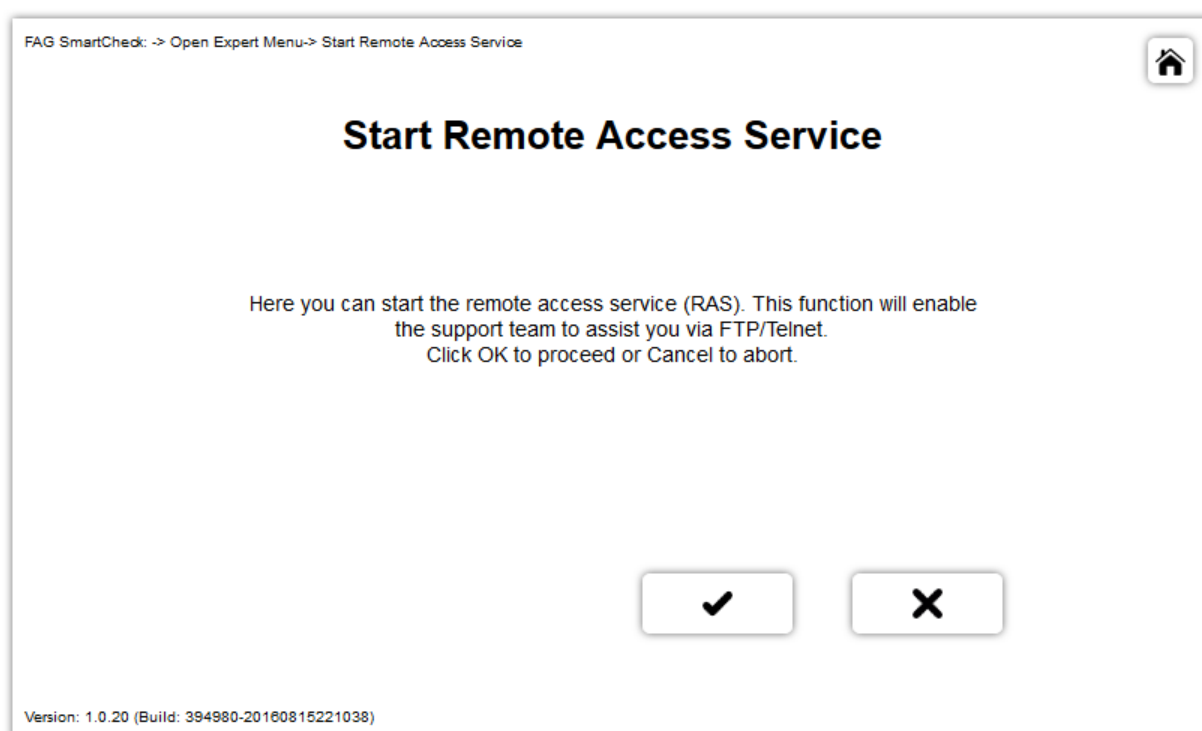 FAG SmartCheck: -> Open Expert Menu-> Start Remote Access Service
Start Remote Access Service
Here you can start the remote access service (RAS). This function will enable
the support team to assist you via FTP/Telnet.
Click OK to proceed or Cancel to abort.
Version: 1.0.20 (Build: 394980-20160815221038)